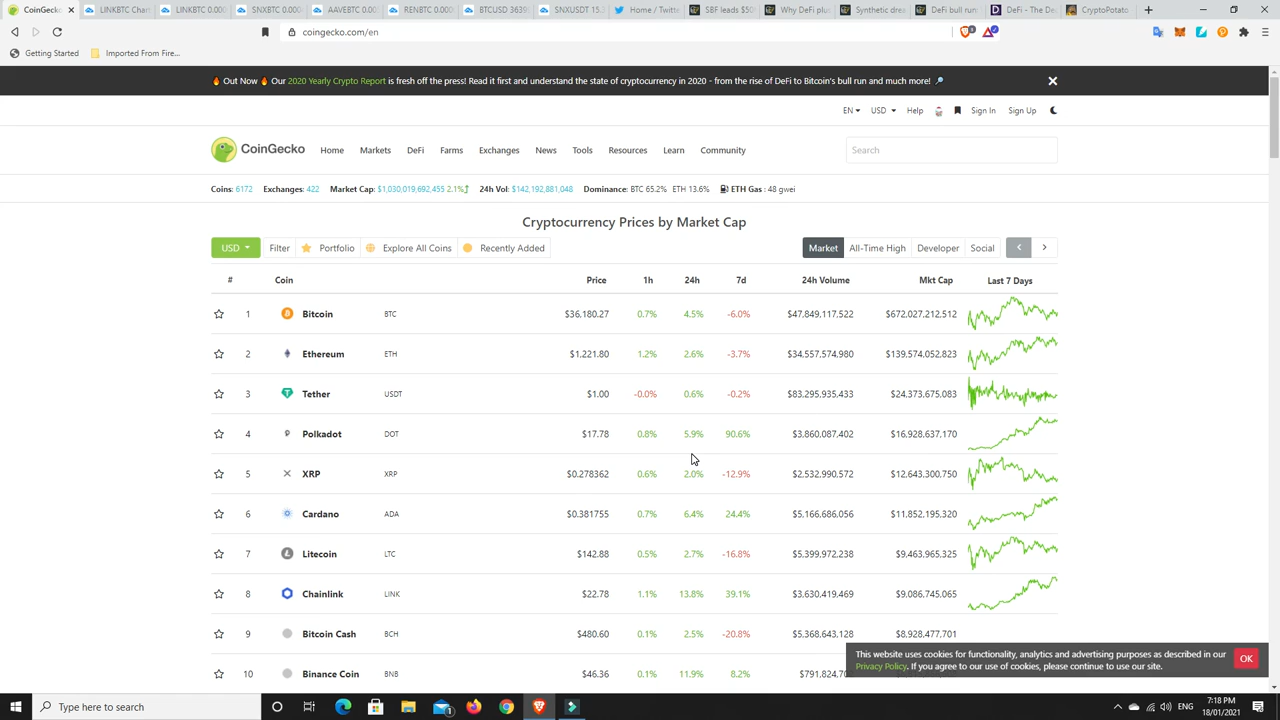 CoinGecko
LINKBTC Chart
LINKBTC 0.000
SNXBTC 0.000
AAVEBTC 0.000
RENBTC 0.000
BTCUSD 3639
SNXUSDT 15.
Home / Twitter
SBF leads $50
Why DeFi plu
Synthetic dre
DeFi bull run
DeFi - The De
CryptoPotato
coingecko.com/en
Getting Started
Imported From Fire...
Out Now 🔥 Our 2020 Yearly Crypto Report is fresh off the press! Read it first and understand the state of cryptocurrency in 2020 - from the rise of DeFi to Bitcoin's bull run and much more!
EN USD Help Sign In Sign Up
CoinGecko Home Markets DeFi Farms Exchanges News Tools Resources Learn Community Search
Coins: 6172 Exchanges: 422 Market Cap: $1,030,019,692,455 2.1% 24h Vol: $142,192,881,048 Dominance: BTC 65.2% ETH 13.6% ETH Gas : 48 gwei
Cryptocurrency Prices by Market Cap
USD Filter Portfolio Explore All Coins Recently Added Market All-Time High Developer Social
# Coin Price 1h 24h 7d 24h Volume Mkt Cap Last 7 Days
1 Bitcoin BTC $36,180.27 0.7% 4.5% -6.0% $47,849,117,522 $672,027,212,512
2 Ethereum ETH $1,221.80 1.2% 2.6% -3.7% $34,557,574,980 $139,574,052,823
3 Tether USDT $1.00 -0.0% 0.6% -0.2% $83,295,935,433 $24,373,675,083
4 Polkadot DOT $17.78 0.8% 5.9% 90.6% $3,860,087,402 $16,928,637,170
5 XRP XRP $0.278362 0.6% 2.0% -12.9% $2,532,990,572 $12,643,300,750
6 Cardano ADA $0.381755 0.7% 6.4% 24.4% $5,166,686,056 $11,852,195,320
7 Litecoin LTC $142.88 0.5% 2.7% -16.8% $5,399,972,238 $9,463,965,325
8 Chainlink LINK $22.78 1.1% 13.8% 39.1% $3,630,419,469 $9,086,745,065
9 Bitcoin Cash BCH $480.60 0.1% 2.5% -20.8% $5,368,643,128 $8,928,477,701
10 Binance Coin BNB $46.36 0.1% 11.9% 8.2% $791,824,70
This website uses cookies for functionality, analytics and advertising purposes as described in our
Privacy Policy. If you agree to our use of cookies, please continue to use our site.
OK
Type here to search
ENG
7:18 PM
18/01/2021